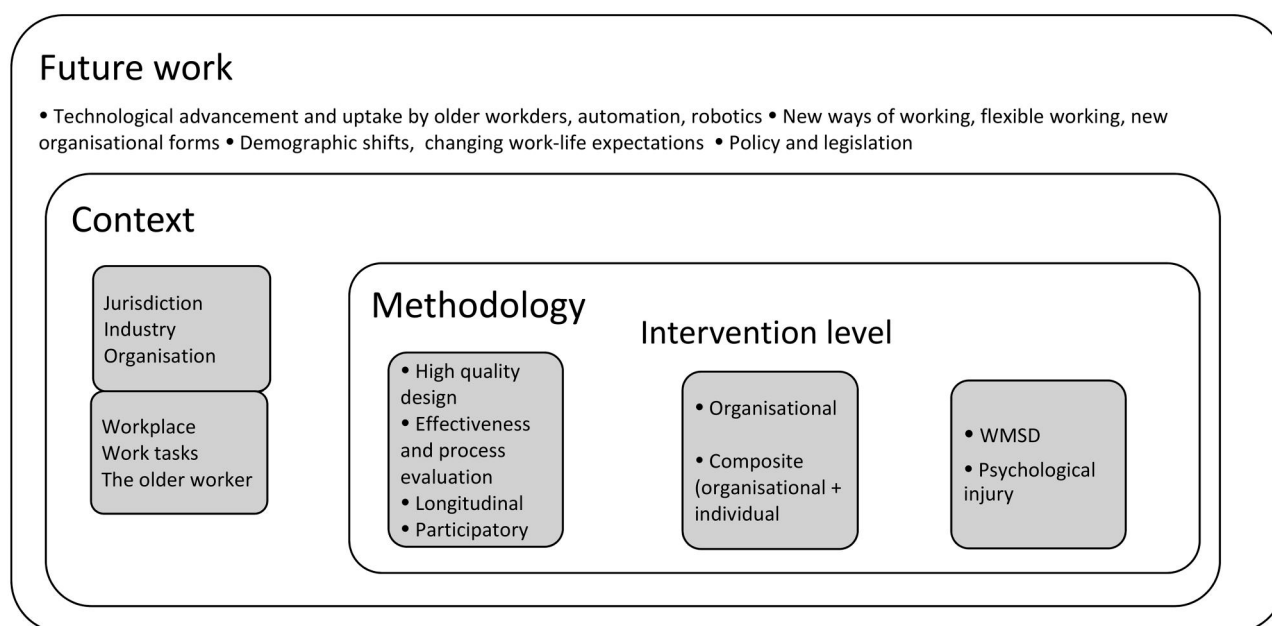 Future work
• Technological advancement and uptake by older workders, automation, robotics • New ways of working, flexible working, new
organisational forms • Demographic shifts, changing work-life expectations • Policy and legislation
Context
Jurisdiction
Industry
Organisation
Workplace
Work tasks
The older worker
Methodology
• High quality
design
• Effectiveness
and process
evaluation
• Longitudinal
• Participatory
Intervention level
• Organisational
• Composite
(organisational +
individual
• WMSD
• Psychological
injury